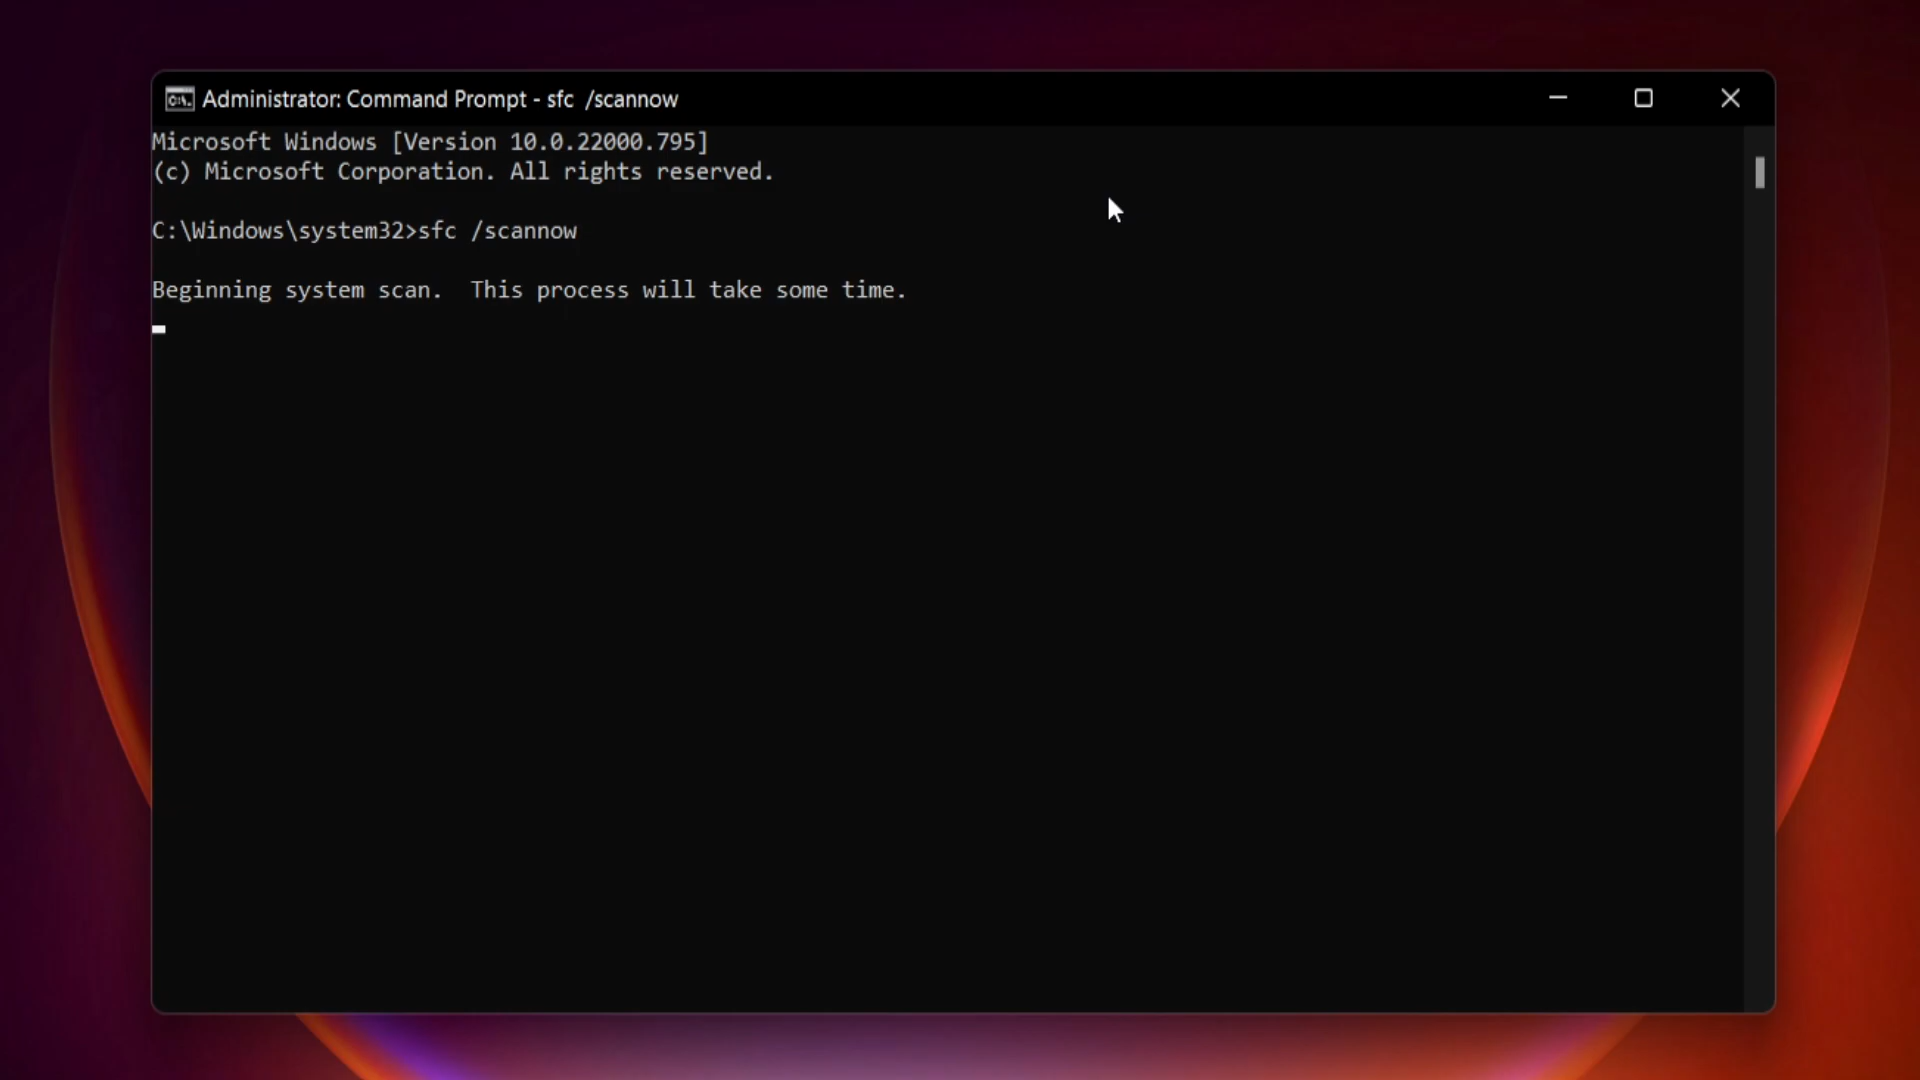 Administrator: Command Prompt - sfc  /scannow
Microsoft Windows [Version 10.0.22000.795]
(c) Microsoft Corporation. All rights reserved.
C:\Windows\system32>sfc /scannow
Beginning system scan.  This process will take some time.